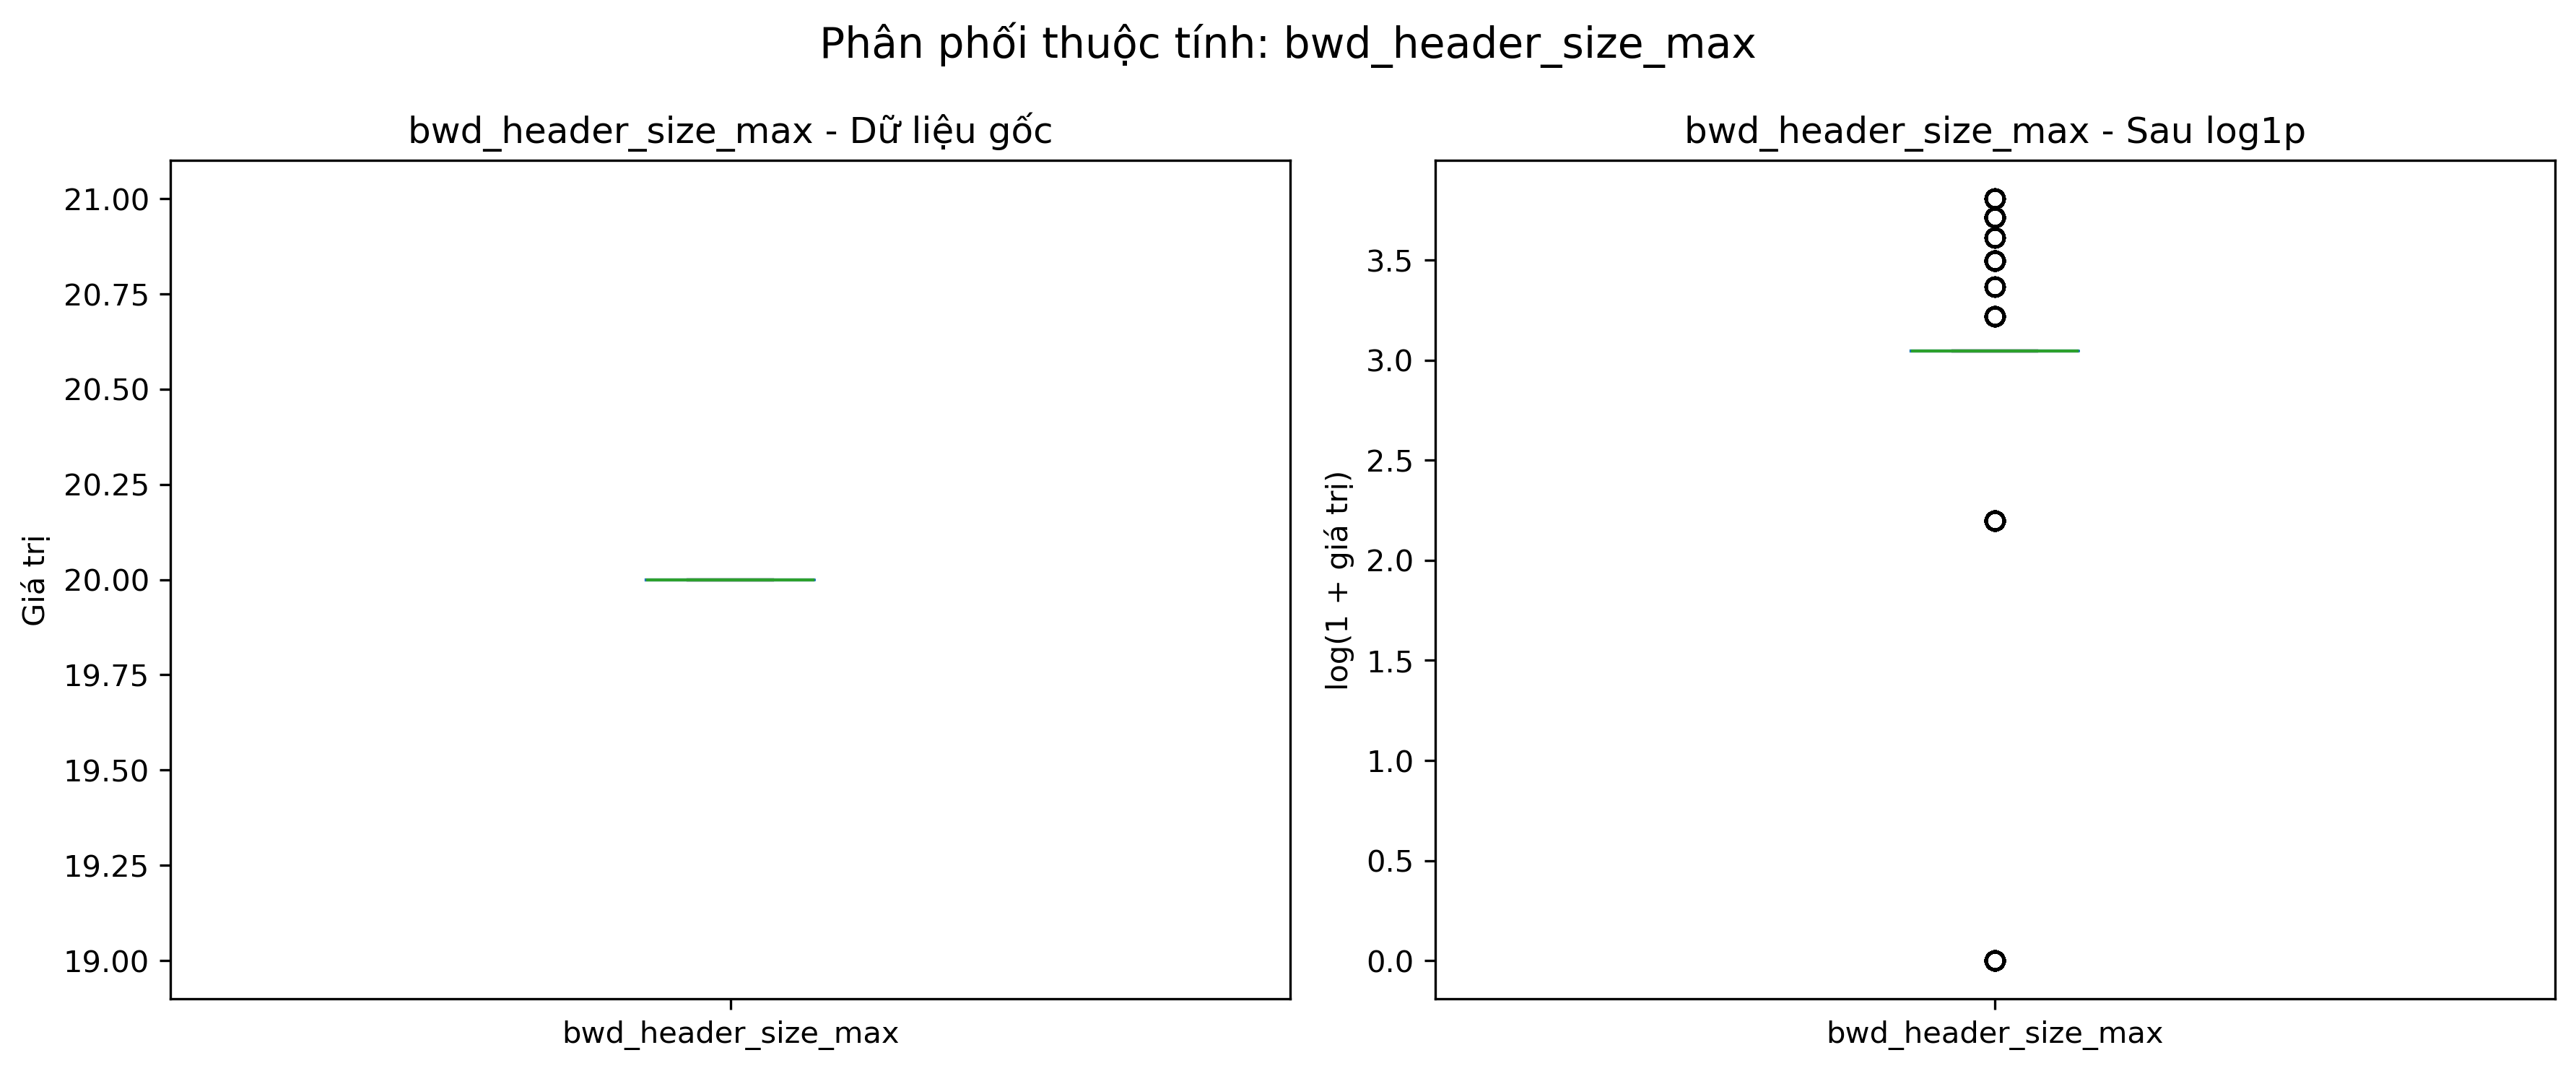 Phân phối thuộc tính: bwd_header_size_max
bwd_header_size_max - Dữ liệu gốc
Giá trị
21.00
20.75
20.50
20.25
20.00
19.75
19.50
19.25
19.00
bwd_header_size_max
bwd_header_size_max - Sau log1p
log(1 + giá trị)
3.5
3.0
2.5
2.0
1.5
1.0
0.5
0.0
bwd_header_size_max